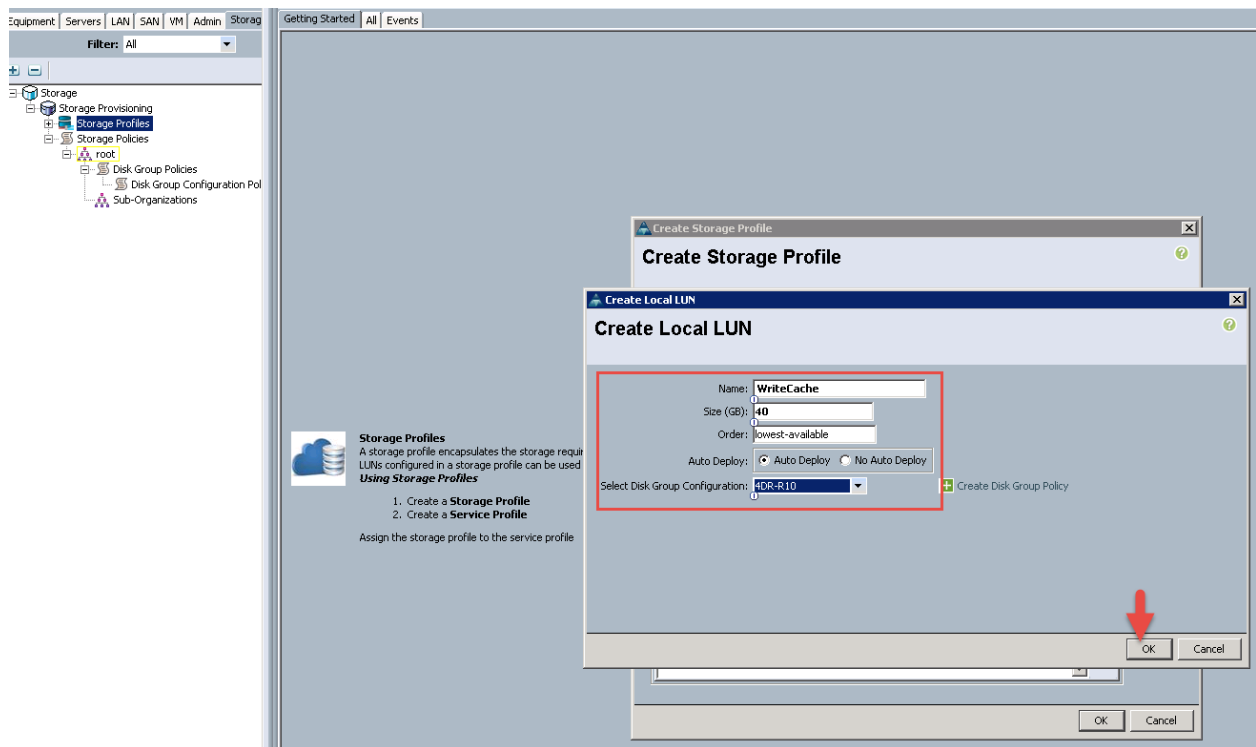 Equipment Servers LAN SAN VM Admin Storag
Filter: All
Storage
Storage Provisioning
Storage Profiles
Storage Policies
root
Disk Group Policies
Disk Group Configuration Pol
Sub-Organizations
Getting Started All Events
Storage Profiles
A storage profile encapsulates the storage requir
LUNs configured in a storage profile can be used
Using Storage Profiles
1. Create a Storage Profile
2. Create a Service Profile
Assign the storage profile to the service profile
Create Storage Profile
Create Storage Profile
Create Local LUN
Create Local LUN
Name: WriteCache
Size (GB): 40
Order: lowest-available
Auto Deploy: Auto Deploy No Auto Deploy
Select Disk Group Configuration: 4DR-R10 Create Disk Group Policy
OK Cancel
OK Cancel